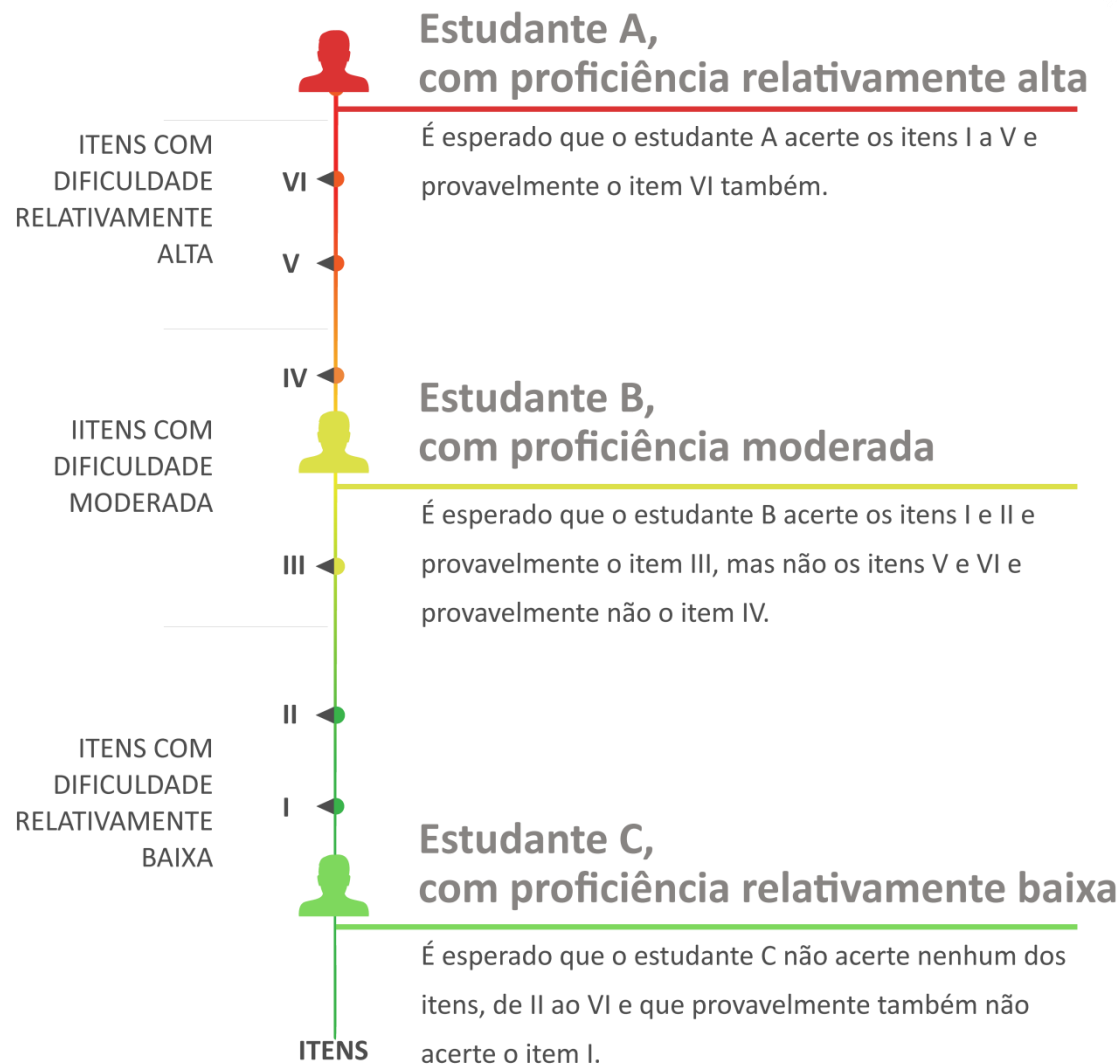 Estudante A,
com proficiência relativamente alta
É esperado que o estudante A acerte os itens I a V e
provavelmente o item VI também.
ITENS COM
DIFICULDADE
RELATIVAMENTE
ALTA
VI
V
IV
Estudante B,
com proficiência moderada
IITENS COM
DIFICULDADE
MODERADA
É esperado que o estudante B acerte os itens I e II e
provavelmente o item III, mas não os itens V e VI e
provavelmente não o item IV.
III
II
ITENS COM
DIFICULDADE
RELATIVAMENTE
BAIXA
I
Estudante C,
com proficiência relativamente baixa
É esperado que o estudante C não acerte nenhum dos
itens, de II ao VI e que provavelmente também não
acerte o item I.
ITENS